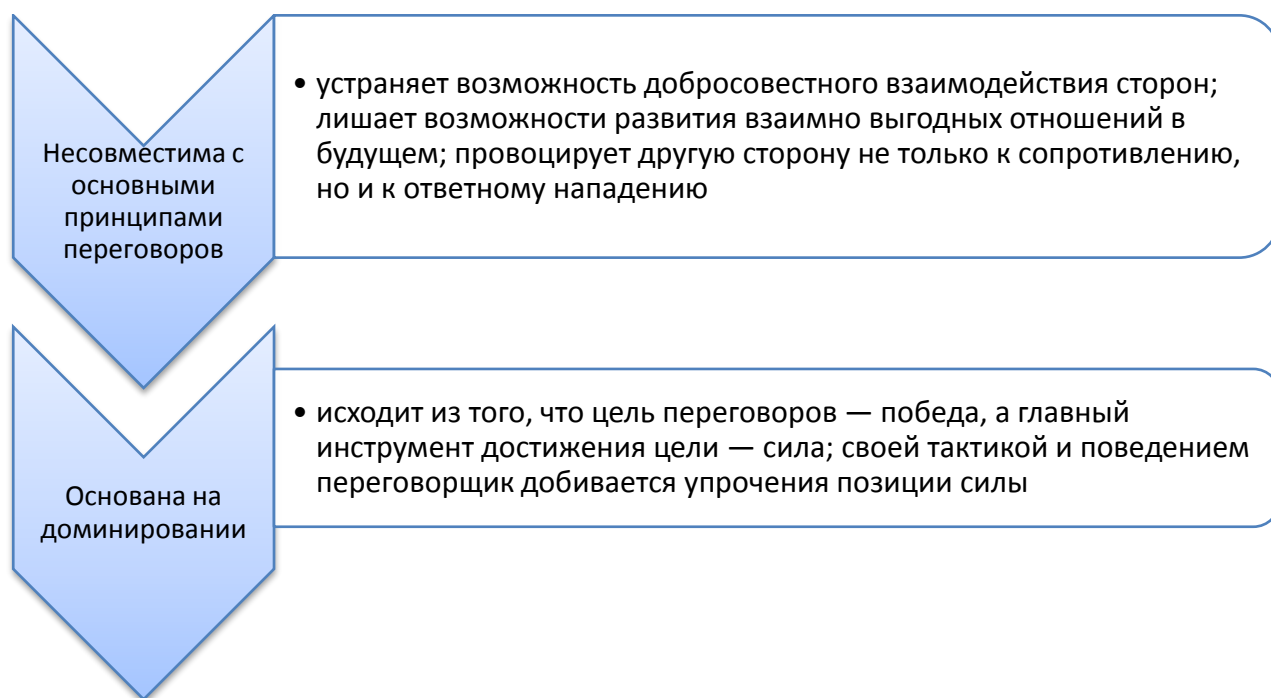 Несовместима с
основными
принципами
переговоров
• устраняет возможность добросовестного взаимодействия сторон;
лишает возможности развития взаимно выгодных отношений в
будущем; провоцирует другую сторону не только к сопротивлению,
но и к ответному нападению
Основана на
доминировании
• исходит из того, что цель переговоров — победа, а главный
инструмент достижения цели — сила; своей тактикой и поведением
переговорщик добивается упрочения позиции силы